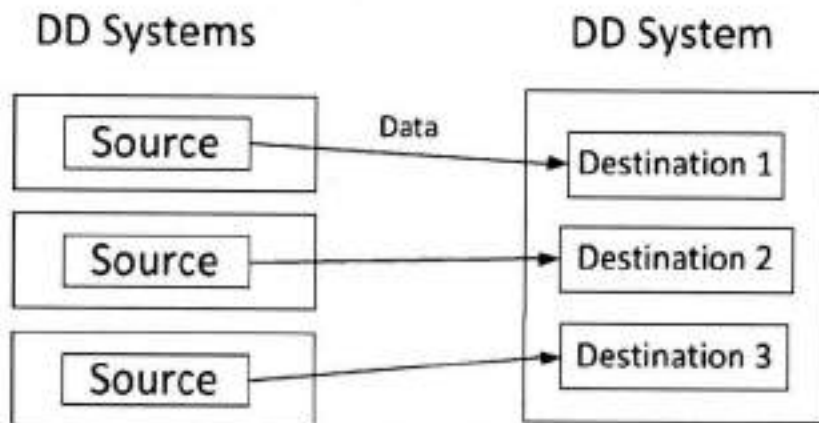 DD Systems
DD System
Data
Source
Destination 1
Source
Destination 2
Source
Destination 3